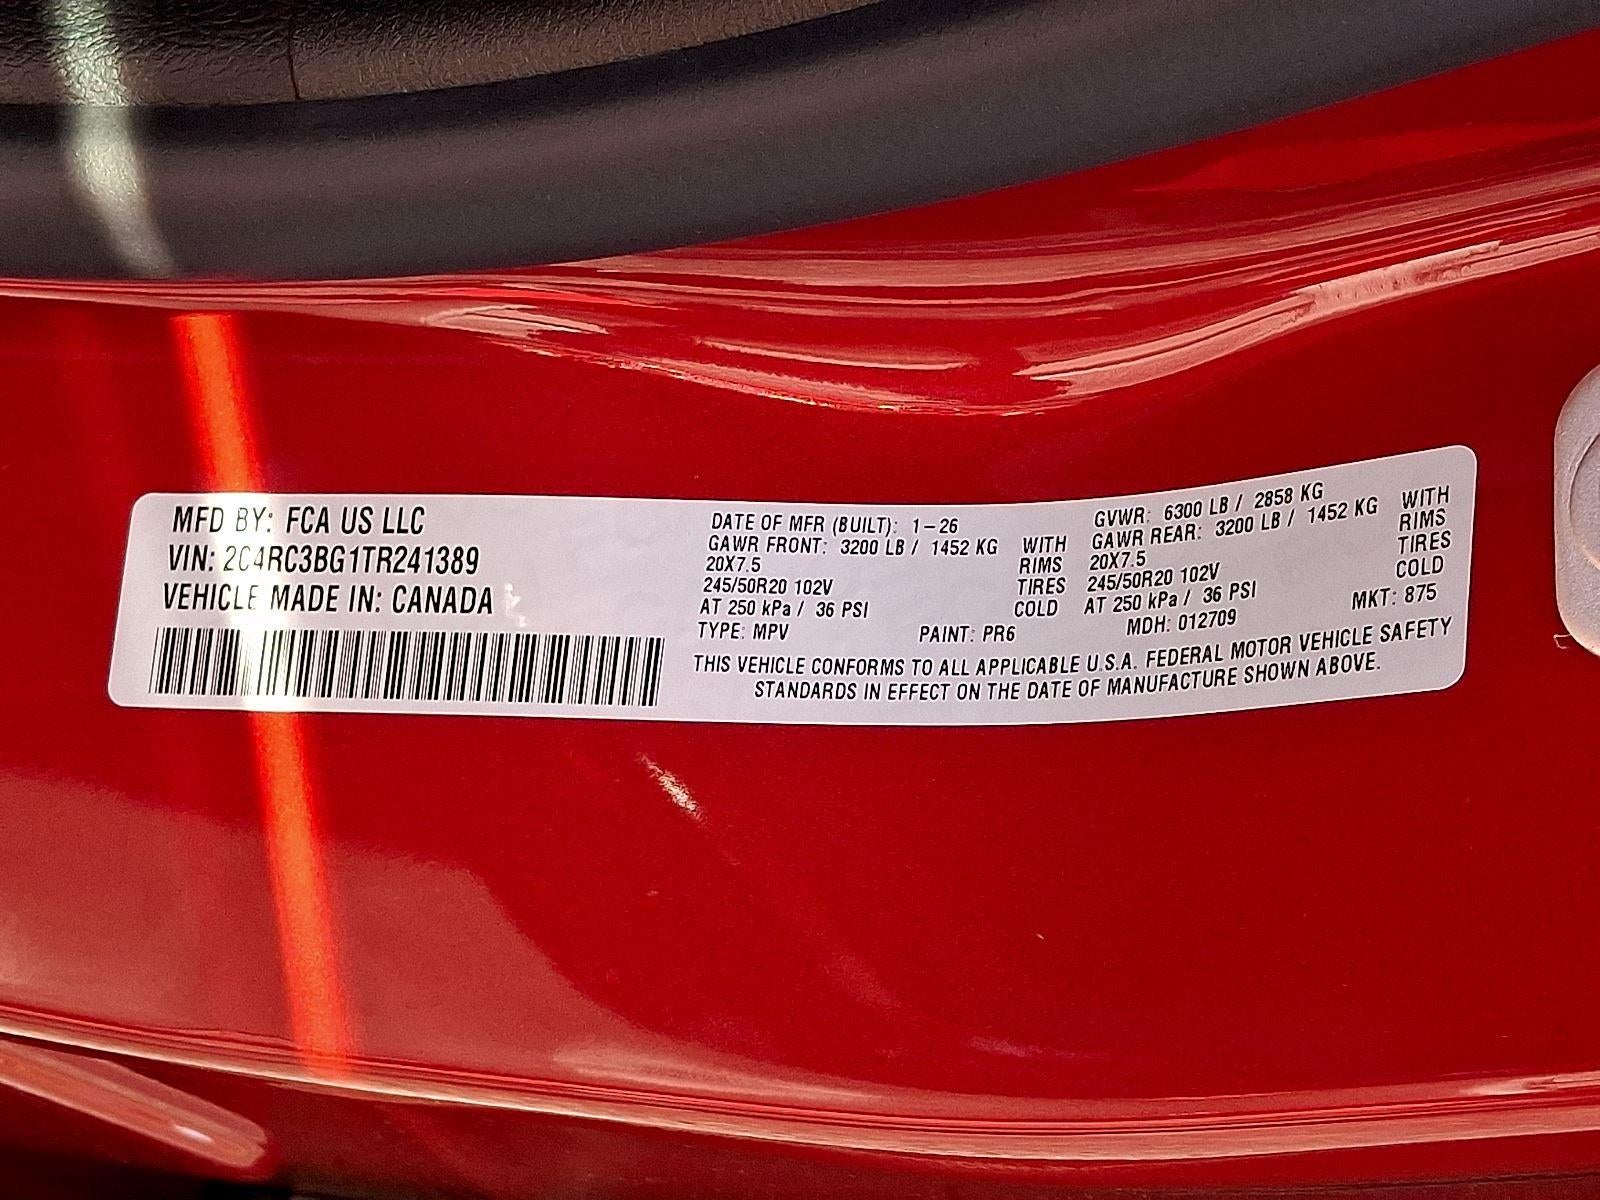 MFD BY: FCA US LLC
VIN: 2C4RC3BG1TR241389
VEHICLE MADE IN: CANADA
DATE OF MFR (BUILT): 1-26
GAWR FRONT: 3200 LB / 1452 KG WITH
20X7.5 RIMS
245/50R20 102V TIRES
AT 250 kPa / 36 PSI COLD
TYPE: MPV PAINT: PR6
GVWR: 6300 LB / 2858 KG
GAWR REAR: 3200 LB / 1452 KG WITH
20X7.5 RIMS
245/50R20 102V TIRES
AT 250 kPa / 36 PSI COLD
MDH: 012709 MKT: 875
THIS VEHICLE CONFORMS TO ALL APPLICABLE U.S.A. FEDERAL MOTOR VEHICLE SAFETY
STANDARDS IN EFFECT ON THE DATE OF MANUFACTURE SHOWN ABOVE.